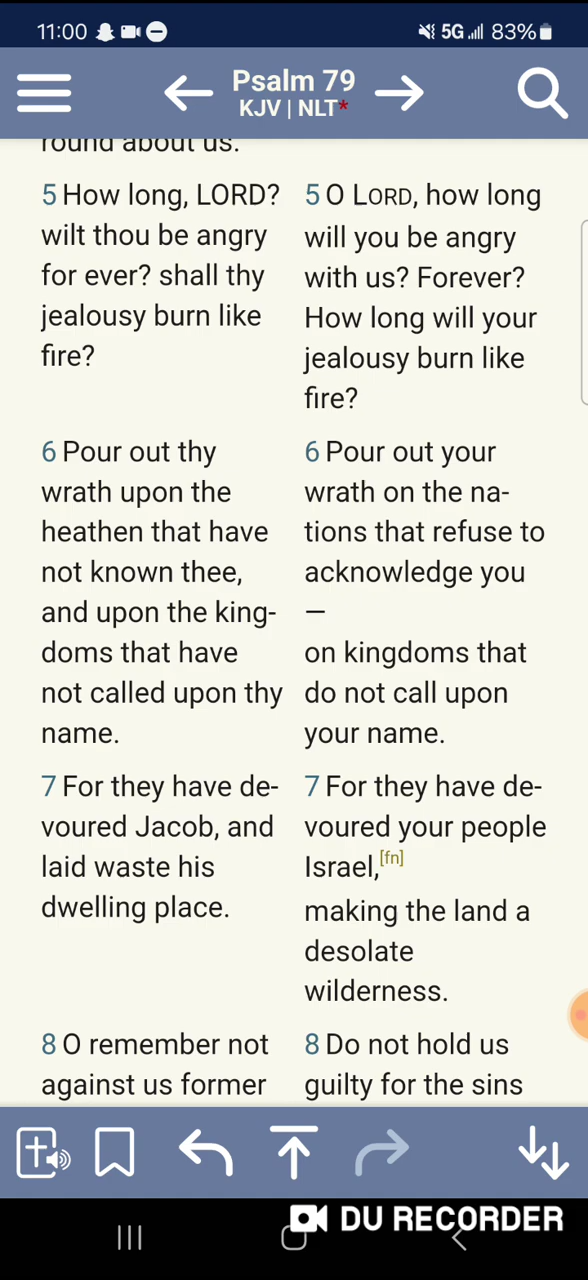 11:00 5G 83%
Psalm 79
KJV | NLT*
round about us.
5 How long, LORD?
wilt thou be angry
for ever? shall thy
jealousy burn like
fire?
5 O LORD, how long
will you be angry
with us? Forever?
How long will your
jealousy burn like
fire?
6 Pour out thy
wrath upon the
heathen that have
not known thee,
and upon the king-
doms that have
not called upon thy
name.
6 Pour out your
wrath on the na-
tions that refuse to
acknowledge you
—
on kingdoms that
do not call upon
your name.
7 For they have de-
voured Jacob, and
laid waste his
dwelling place.
7 For they have de-
voured your people
Israel,[fn]
making the land a
desolate
wilderness.
8 O remember not
against us former
8 Do not hold us
guilty for the sins
DU RECORDER